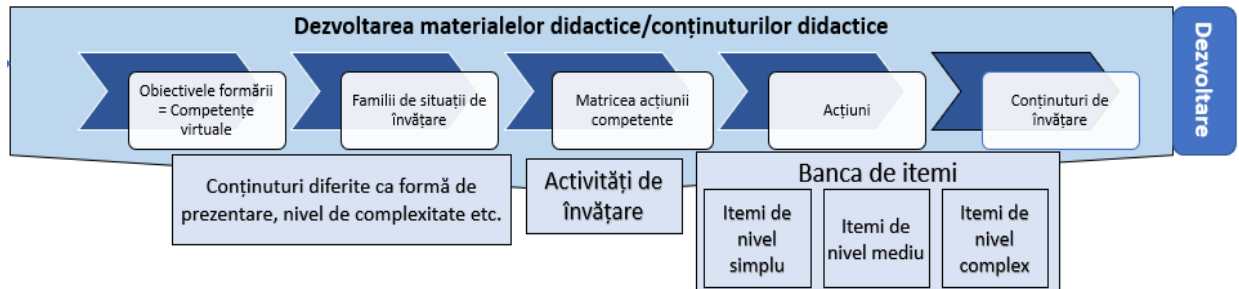 Dezvoltarea materialelor didactice/conținuturilor didactice
Obiectivele formării
= Competențe
virtuale
Familii de situații de
învățare
Matricea acțiunii
competente
Acțiuni
Conținuturi de
învățare
Dezvoltare
Conținuturi diferite ca formă de
prezentare, nivel de complexitate etc.
Activități de
învățare
Banca de itemi
Itemi de
nivel
simplu
Itemi de
nivel mediu
Itemi de
nivel
complex